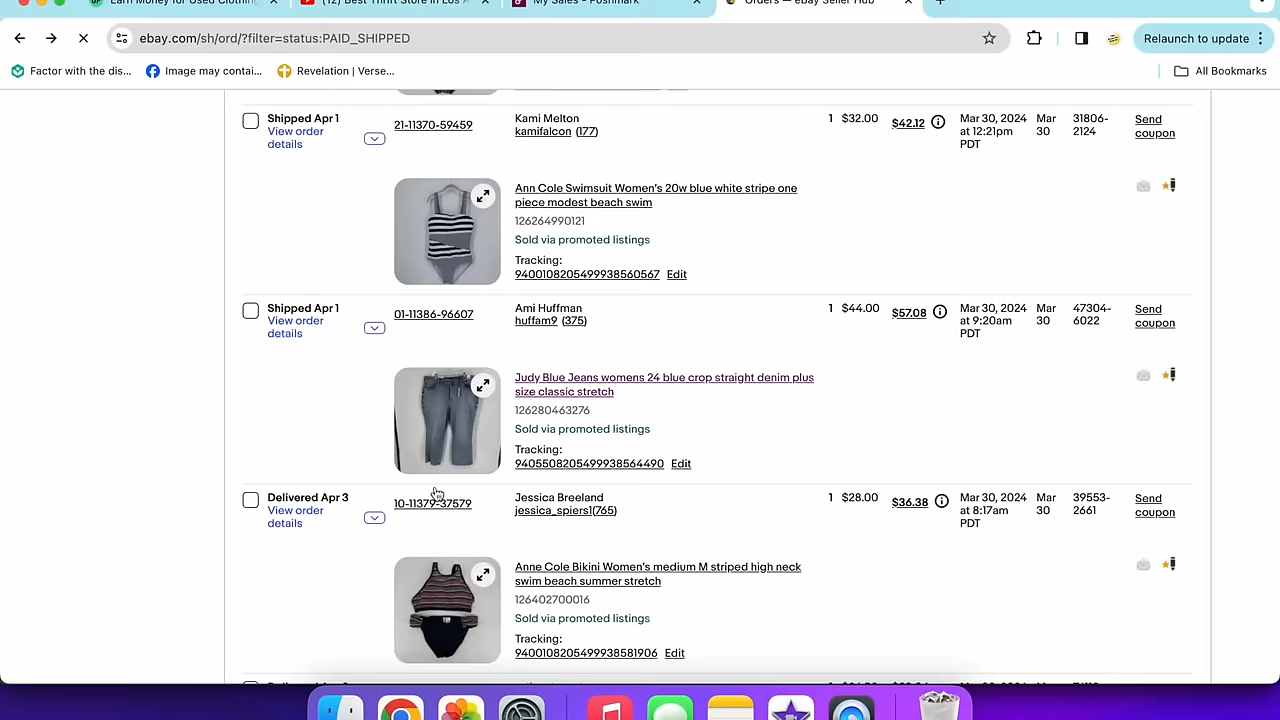 Earn Money for Used Clothing
(12) Best Thrift Store in Los A
My Sales - Poshmark
Orders — eBay Seller Hub
ebay.com/sh/ord/?filter=status:PAID_SHIPPED
Relaunch to update
Factor with the dis...
Image may contai...
Revelation | Verse...
All Bookmarks
Shipped Apr 1
View order details
21-11370-59459
Kami Melton
kamifalcon (177)
1 $32.00 $42.12
Mar 30, 2024 at 12:21pm PDT
Mar 30
31806-2124
Send coupon
Ann Cole Swimsuit Women's 20w blue white stripe one
piece modest beach swim
126264990121
Sold via promoted listings
Tracking:
9400108205499938560567 Edit
Shipped Apr 1
View order details
01-11386-96607
Ami Huffman
huffam9 (375)
1 $44.00 $57.08
Mar 30, 2024 at 9:20am PDT
Mar 30
47304-6022
Send coupon
Judy Blue Jeans womens 24 blue crop straight denim plus
size classic stretch
126280463276
Sold via promoted listings
Tracking:
9405508205499938564490 Edit
Delivered Apr 3
View order details
10-11379-37579
Jessica Breeland
jessica_spiers1(765)
1 $28.00 $36.38
Mar 30, 2024 at 8:17am PDT
Mar 30
39553-2661
Send coupon
Anne Cole Bikini Women's medium M striped high neck
swim beach summer stretch
126402700016
Sold via promoted listings
Tracking:
9400108205499938581906 Edit